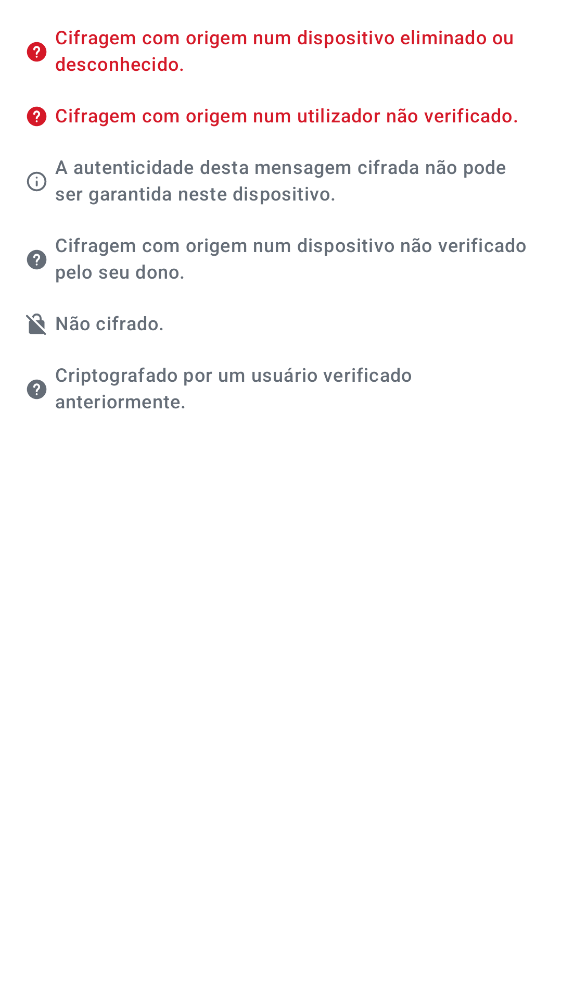 Cifragem com origem num dispositivo eliminado ou
desconhecido.
Cifragem com origem num utilizador não verificado.
A autenticidade desta mensagem cifrada não pode
ser garantida neste dispositivo.
Cifragem com origem num dispositivo não verificado
pelo seu dono.
Não cifrado.
Criptografado por um usuário verificado
anteriormente.